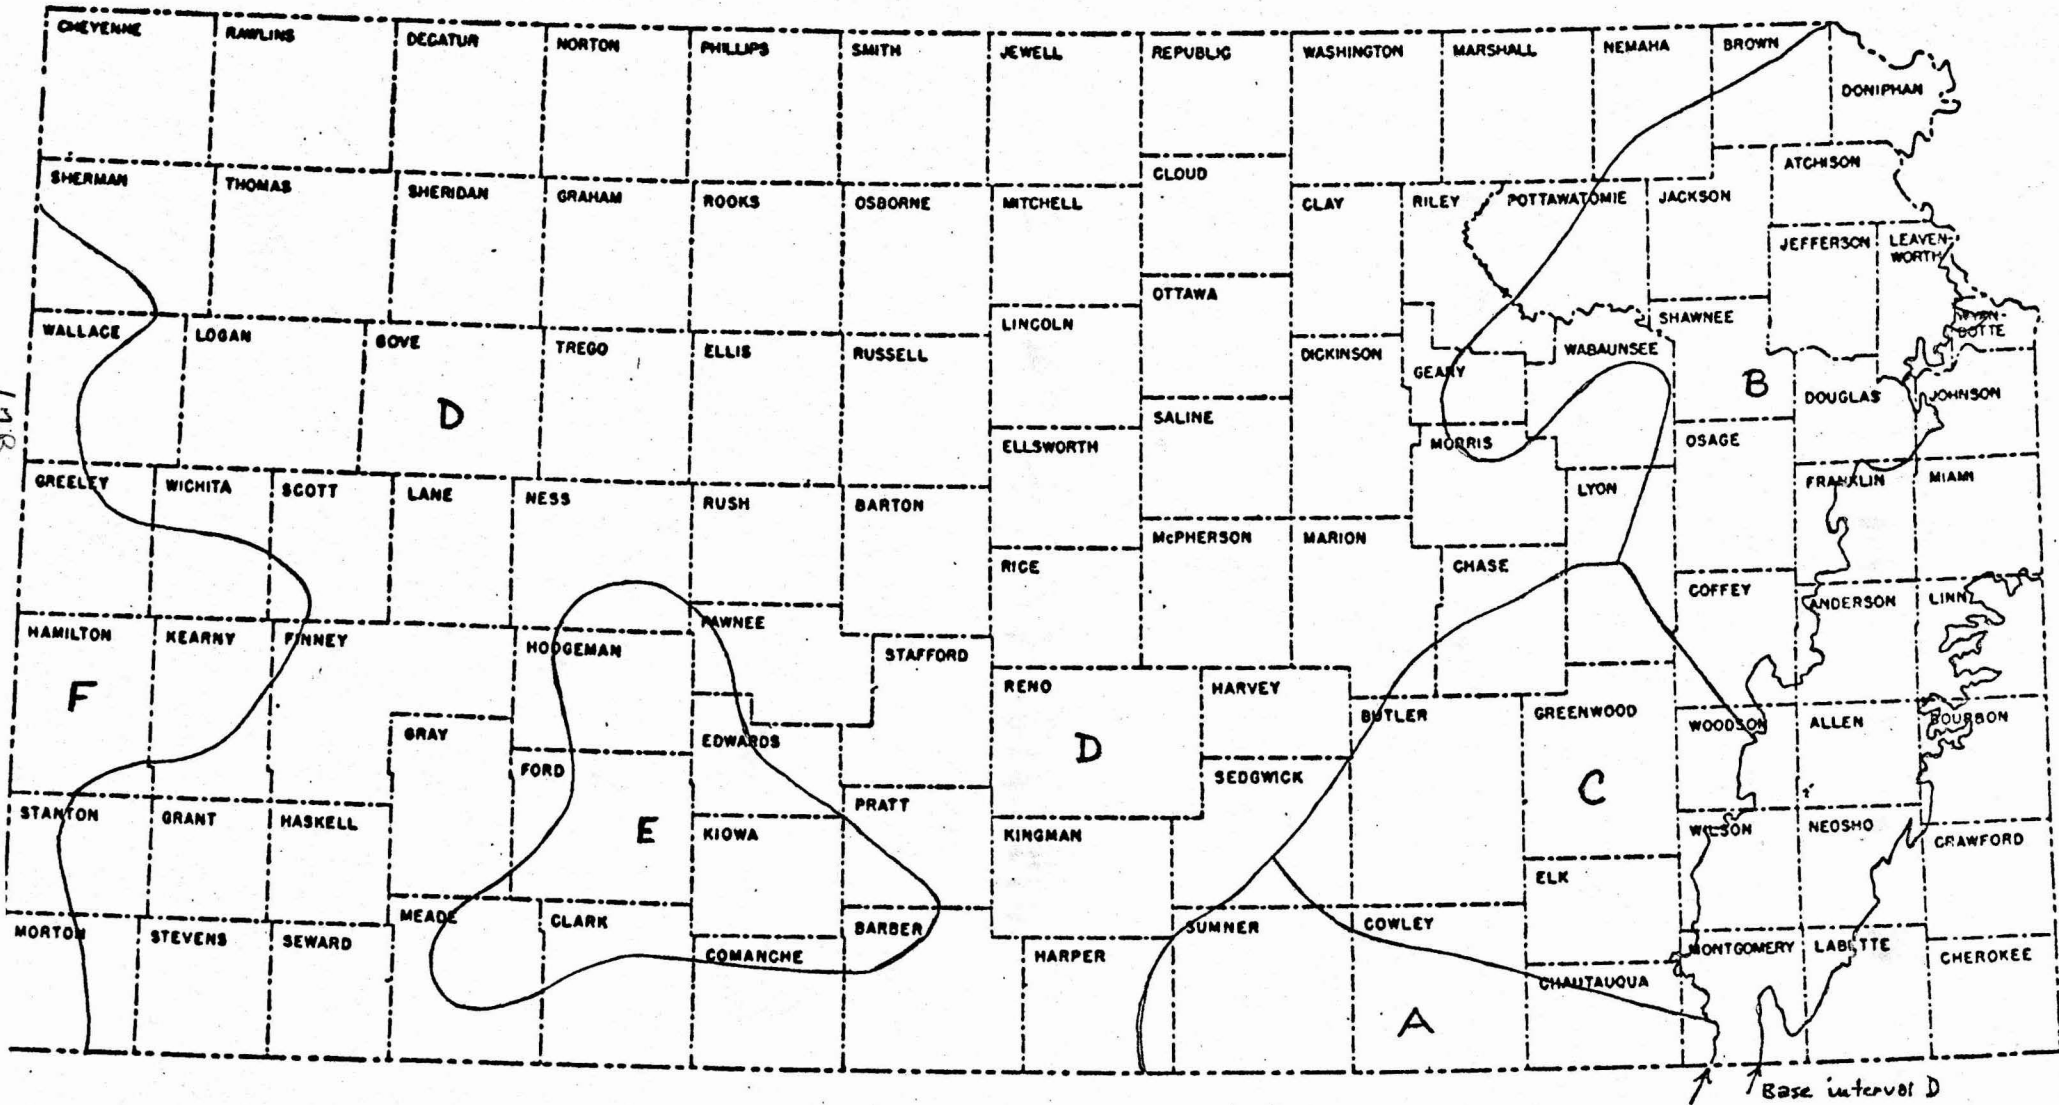 CHEYENNE
RAWLINS
DECATUR
NORTON
PHILLIPS
SMITH
JEWELL
REPUBLIC
WASHINGTON
MARSHALL
NEMAHA
BROWN
DONIPHAN
SHERMAN
THOMAS
SHERIDAN
GRAHAM
ROOKS
OSBORNE
MITCHELL
CLOUD
CLAY
RILEY
POTTAWATOMIE
JACKSON
ATCHISON
JEFFERSON
LEAVEN-
WORTH
WALLACE
LOGAN
GOVE
TREGO
ELLIS
RUSSELL
LINCOLN
OTTAWA
DICKINSON
GEARY
WABAUNSEE
SHAWNEE
WYAN-
DOTTE
D
B
DOUGLAS
JOHNSON
SALINE
ELLSWORTH
MORRIS
OSAGE
GREELEY
WICHITA
SCOTT
LANE
NESS
RUSH
BARTON
LYON
FRANKLIN
MIAMI
RICE
McPHERSON
MARION
CHASE
COFFEY
ANDERSON
LINN
HAMILTON
KEARNY
FINNEY
HODGEMAN
PAWNEE
STAFFORD
RENO
HARVEY
F
GRAY
FORD
EDWARDS
D
BUTLER
GREENWOOD
WOODSON
ALLEN
BOURBON
SEDGWICK
C
STANTON
GRANT
HASKELL
E
KIOWA
PRATT
KINGMAN
WILSON
NEOSHO
CRAWFORD
ELK
MORTON
STEVENS
SEWARD
MEADE
CLARK
COMANCHE
BARBER
HARPER
SUMNER
COWLEY
CHAUTAUQUA
MONTGOMERY
LABETTE
CHEROKEE
A
Base interval D